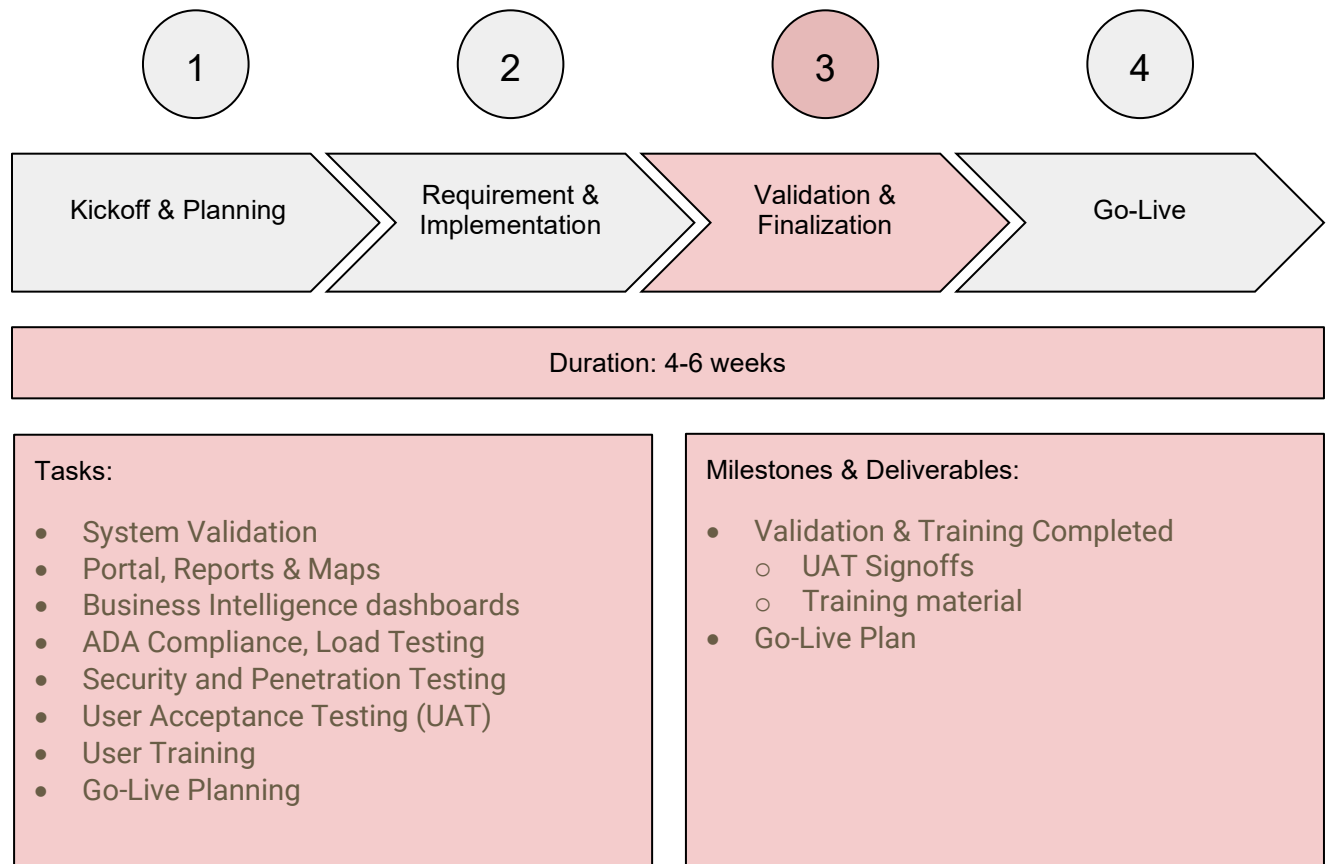 1
2
3
4
Kickoff & Planning
Requirement &
Implementation
Validation &
Finalization
Go-Live
Duration: 4-6 weeks
Tasks:
• System Validation
• Portal, Reports & Maps
• Business Intelligence dashboards
• ADA Compliance, Load Testing
• Security and Penetration Testing
• User Acceptance Testing (UAT)
• User Training
• Go-Live Planning
Milestones & Deliverables:
• Validation & Training Completed
o UAT Signoffs
o Training material
• Go-Live Plan